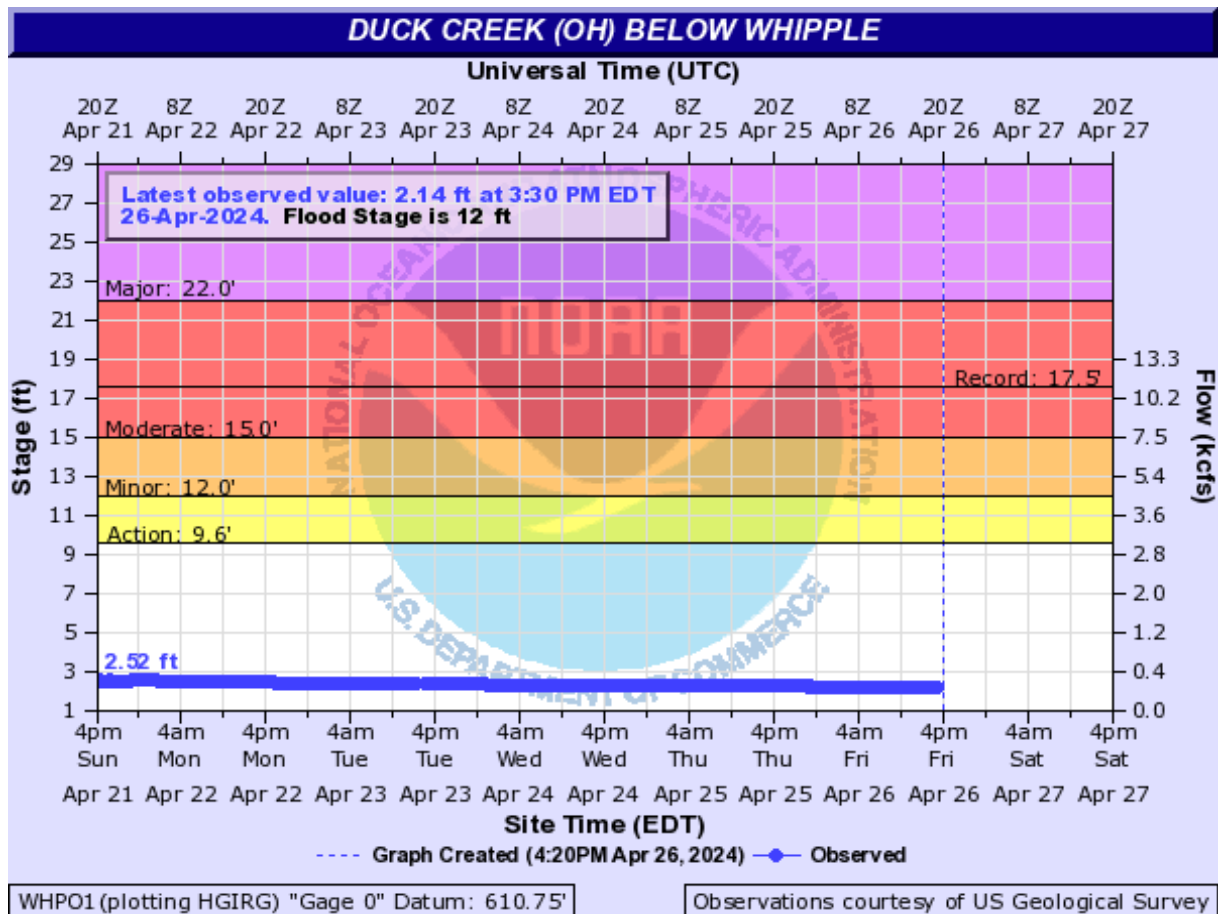 DUCK CREEK (OH) BELOW WHIPPLE
Universal Time (UTC)
20Z 8Z 20Z 8Z 20Z 8Z 20Z 8Z 20Z 8Z 20Z 8Z 20Z
Apr 21 Apr 22 Apr 22 Apr 23 Apr 23 Apr 24 Apr 24 Apr 25 Apr 25 Apr 26 Apr 26 Apr 27 Apr 27
Latest observed value: 2.14 ft at 3:30 PM EDT
26-Apr-2024. Flood Stage is 12 ft
NATIONAL OCEANIC AND ATMOSPHERIC ADMINISTRATION
NOAA
U.S. DEPARTMENT OF COMMERCE
Stage (ft)
29
27
25
23
21
19
17
15
13
11
9
7
5
3
1
Major: 22.0'
Record: 17.5'
Moderate: 15.0'
Minor: 12.0'
Action: 9.6'
2.52 ft
13.3
10.2
7.5
5.4
3.6
2.8
2.0
1.2
0.4
0.0
Flow (kcfs)
4pm 4am 4pm 4am 4pm 4am 4pm 4am 4pm 4am 4pm 4am 4pm
Sun Mon Mon Tue Tue Wed Wed Thu Thu Fri Fri Sat Sat
Apr 21 Apr 22 Apr 22 Apr 23 Apr 23 Apr 24 Apr 24 Apr 25 Apr 25 Apr 26 Apr 26 Apr 27 Apr 27
Site Time (EDT)
Graph Created (4:20PM Apr 26, 2024) Observed
WHPO1 (plotting HGIRG) "Gage 0" Datum: 610.75'
Observations courtesy of US Geological Survey